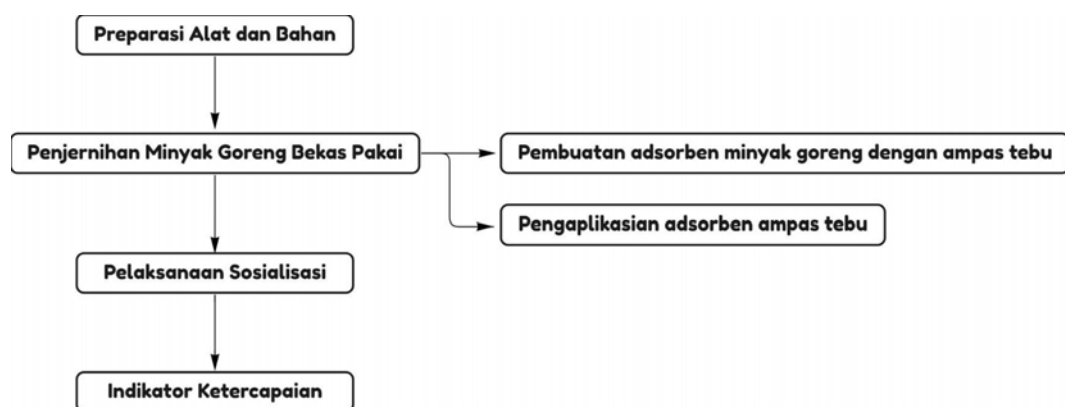 Preparasi Alat dan Bahan
Penjernihan Minyak Goreng Bekas Pakai
Pembuatan adsorben minyak goreng dengan ampas tebu
Pengaplikasian adsorben ampas tebu
Pelaksanaan Sosialisasi
Indikator Ketercapaian